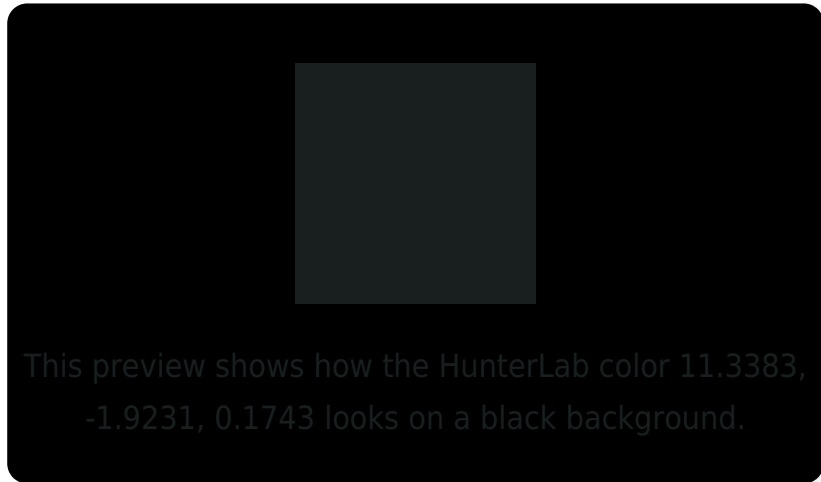 This preview shows how the HunterLab color 11.3383,
-1.9231, 0.1743 looks on a black background.